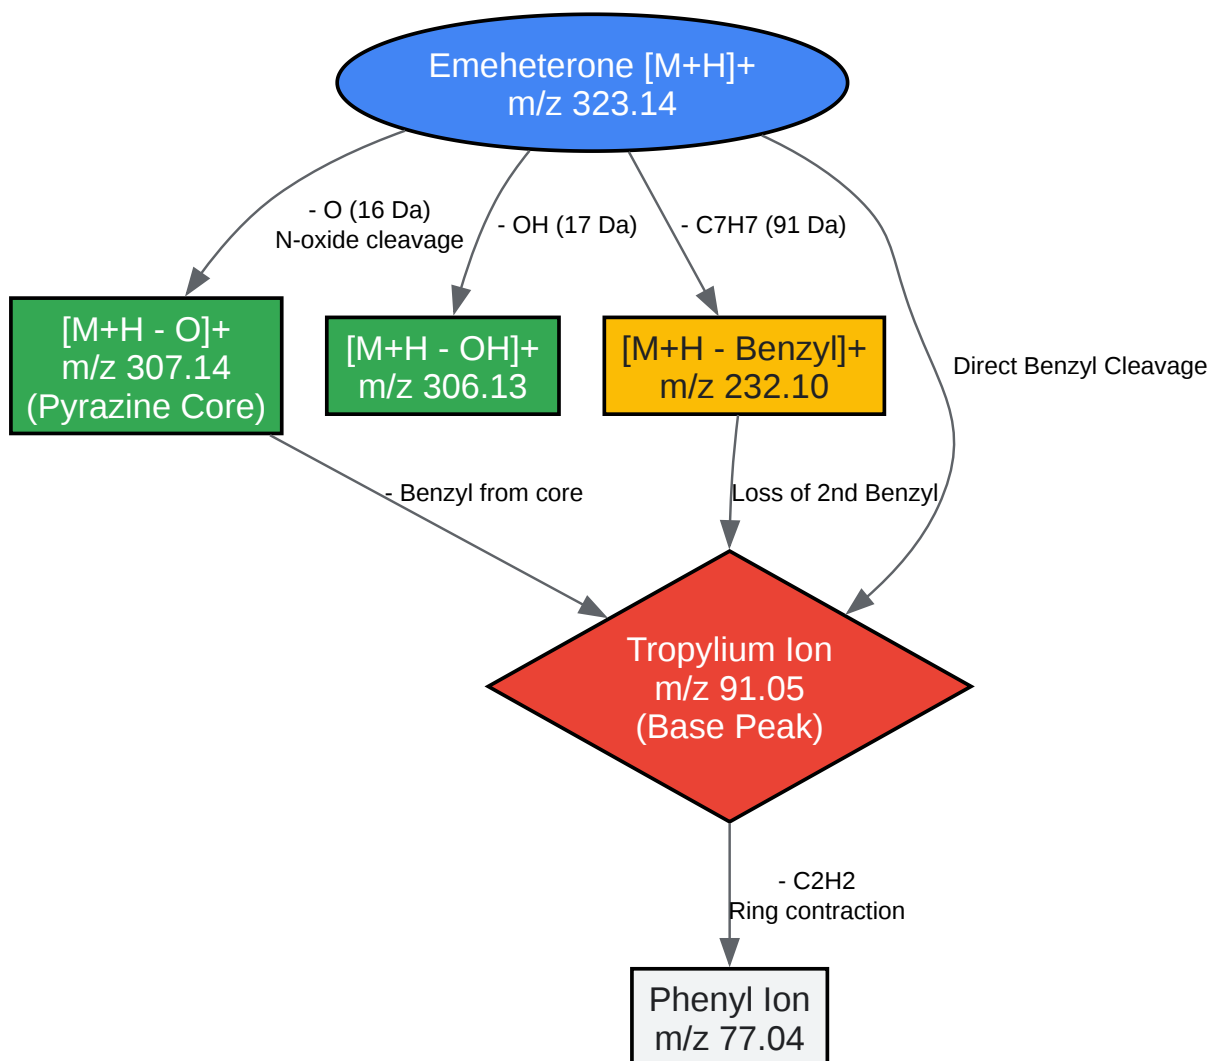 Emeheterone [M+H]+
m/z 323.14
- O (16 Da)
N-oxide cleavage
- OH (17 Da)
- C7H7 (91 Da)
[M+H - O]+
m/z 307.14
(Pyrazine Core)
[M+H - OH]+
m/z 306.13
[M+H - Benzyl]+
m/z 232.10
Direct Benzyl Cleavage
- Benzyl from core
Loss of 2nd Benzyl
Tropylium Ion
m/z 91.05
(Base Peak)
- C2H2
Ring contraction
Phenyl Ion
m/z 77.04